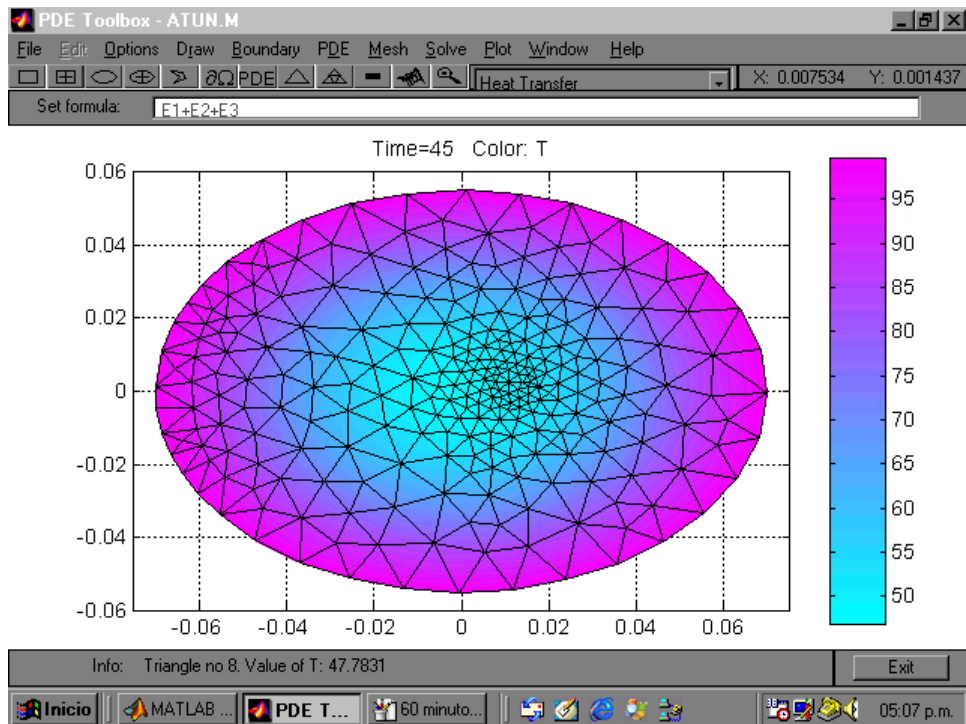 PDE Toolbox - ATUN.M
File Edit Options Draw Boundary PDE Mesh Solve Plot Window Help
∂Ω PDE Heat Transfer X: 0.007534 Y: 0.001437
Set formula: E1+E2+E3
Time=45 Color: T
0.06
0.04
0.02
0
-0.02
-0.04
-0.06
-0.06 -0.04 -0.02 0 0.02 0.04 0.06
95
90
85
80
75
70
65
60
55
50
Info: Triangle no 8. Value of T: 47.7831 Exit
Inicio MATLAB ... PDE T... 60 minuto... 05:07 p.m.